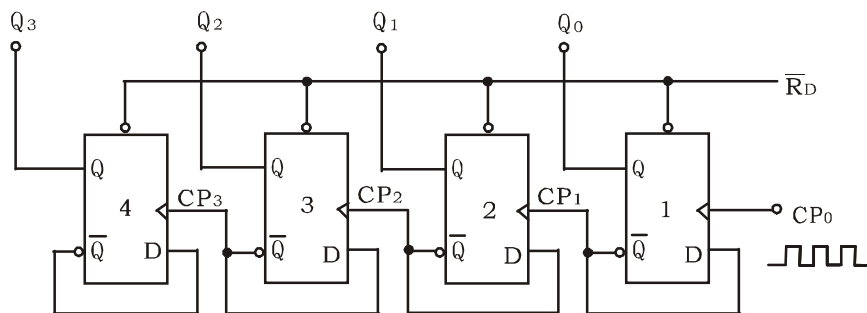 Q₃ Q₂ Q₁ Q₀
R̅D
Q Q Q Q
4 CP₃ 3 CP₂ 2 CP₁ 1 CP₀
Q̅ D Q̅ D Q̅ D Q̅ D